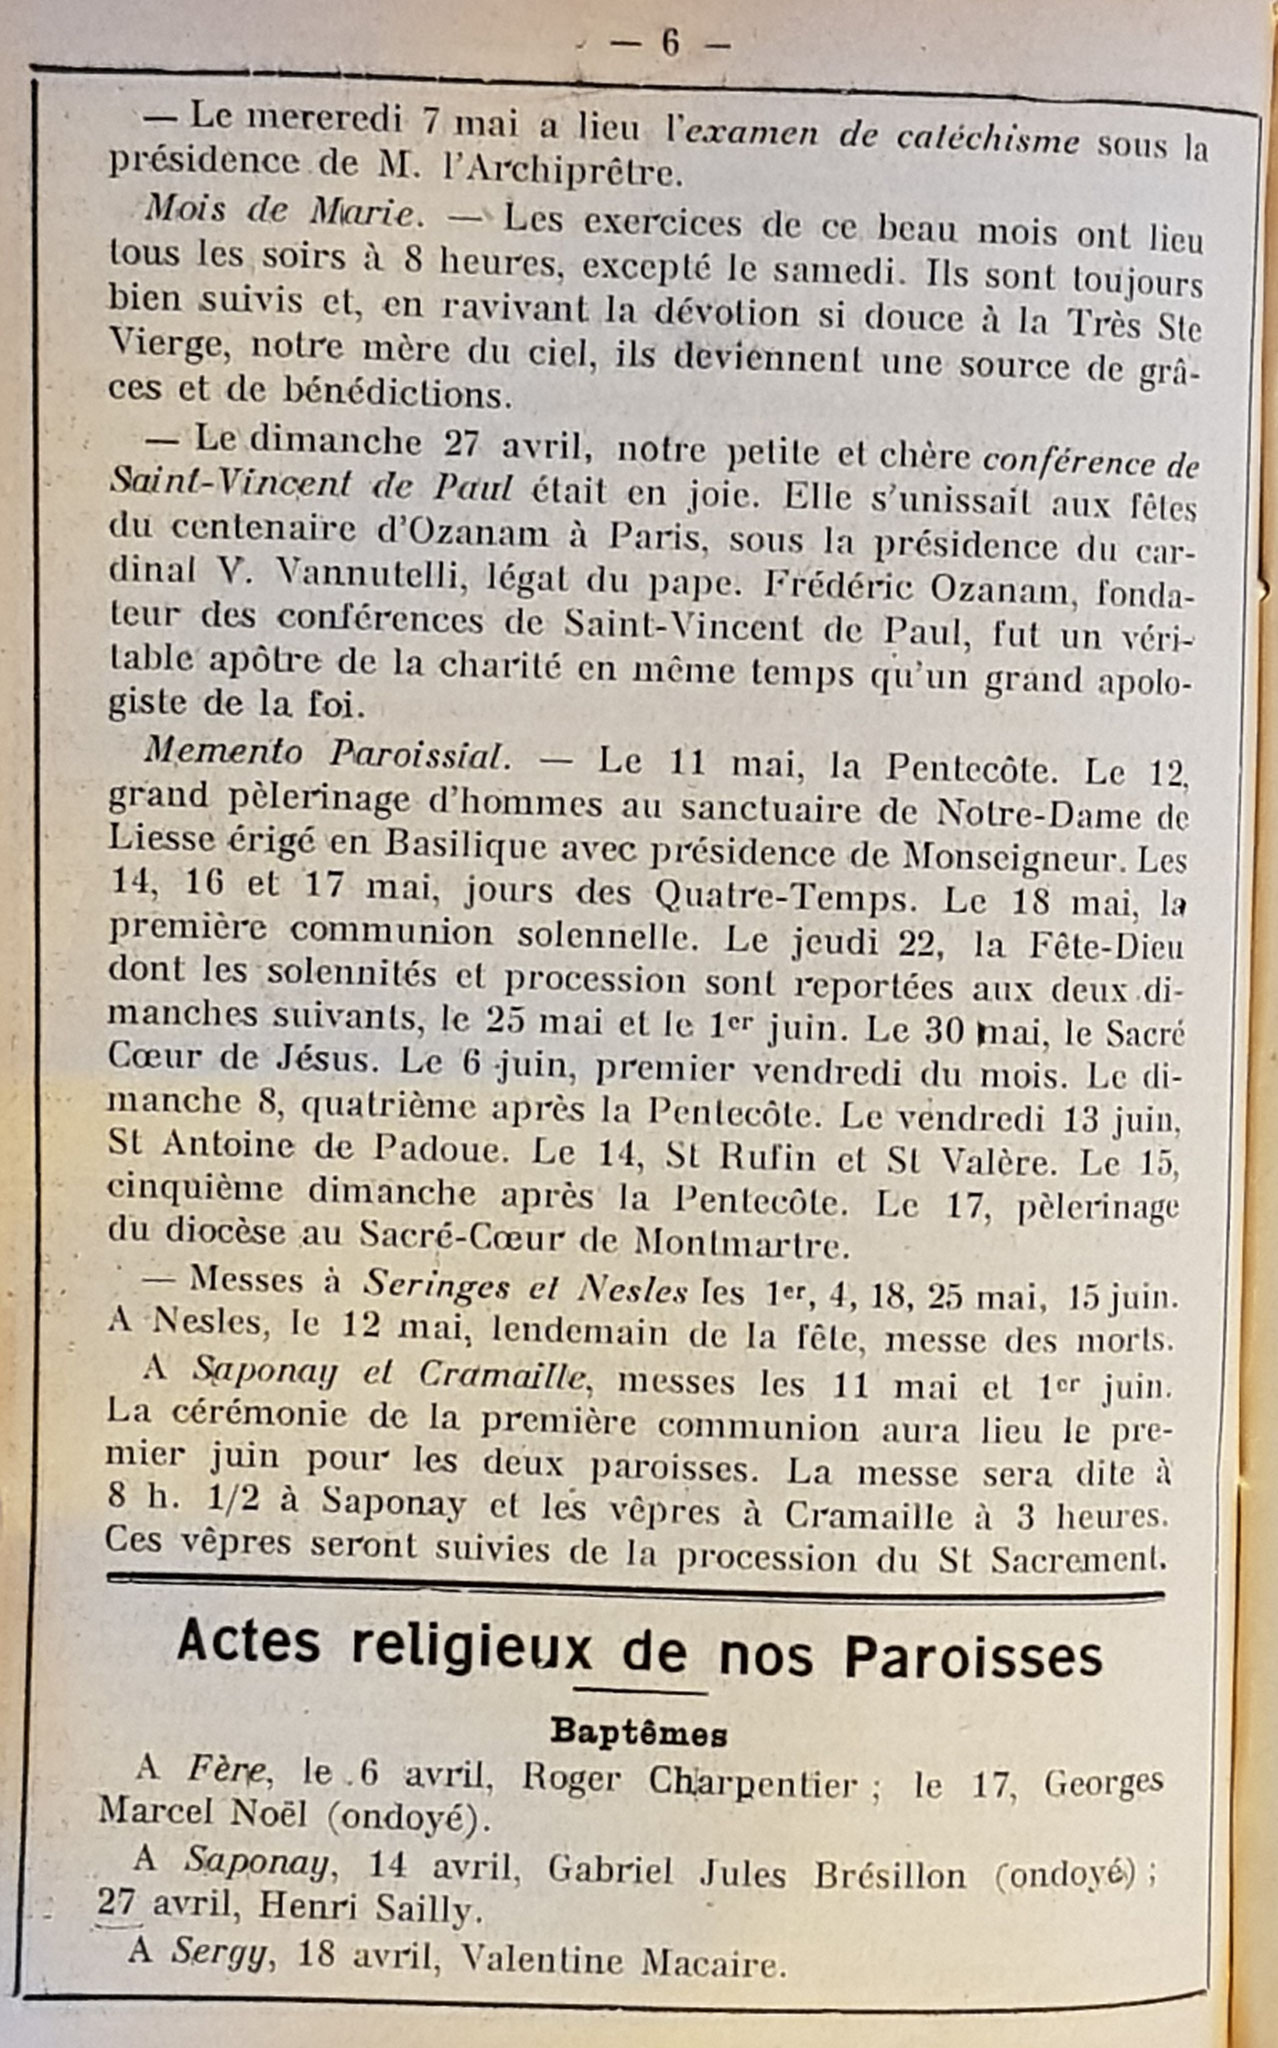 — 6 —
— Le mereredi 7 mai a lieu l'examen de catéchisme sous la
présidence de M. l'Archiprêtre.
Mois de Marie. — Les exercices de ce beau mois ont lieu
tous les soirs à 8 heures, excepté le samedi. Ils sont toujours
bien suivis et, en ravivant la dévotion si douce à la Très Ste
Vierge, notre mère du ciel, ils deviennent une source de grâ-
ces et de bénédictions.
— Le dimanche 27 avril, notre petite et chère conférence de
Saint-Vincent de Paul était en joie. Elle s'unissait aux fêtes
du centenaire d'Ozanam à Paris, sous la présidence du car-
dinal V. Vannutelli, légat du pape. Frédéric Ozanam, fonda-
teur des conférences de Saint-Vincent de Paul, fut un véri-
table apôtre de la charité en même temps qu'un grand apolo-
giste de la foi.
Memento Paroissial. — Le 11 mai, la Pentecôte. Le 12,
grand pèlerinage d'hommes au sanctuaire de Notre-Dame de
Liesse érigé en Basilique avec présidence de Monseigneur. Les
14, 16 et 17 mai, jours des Quatre-Temps. Le 18 mai, la
première communion solennelle. Le jeudi 22, la Fête-Dieu
dont les solennités et procession sont reportées aux deux di-
manches suivants, le 25 mai et le 1er juin. Le 30 mai, le Sacré
Cœur de Jésus. Le 6 juin, premier vendredi du mois. Le di-
manche 8, quatrième après la Pentecôte. Le vendredi 13 juin,
St Antoine de Padoue. Le 14, St Rufin et St Valère. Le 15,
cinquième dimanche après la Pentecôte. Le 17, pèlerinage
du diocèse au Sacré-Cœur de Montmartre.
— Messes à Seringes et Nesles les 1er, 4, 18, 25 mai, 15 juin.
A Nesles, le 12 mai, lendemain de la fête, messe des morts.
A Saponay et Cramaille, messes les 11 mai et 1er juin.
La cérémonie de la première communion aura lieu le pre-
mier juin pour les deux paroisses. La messe sera dite à
8 h. 1/2 à Saponay et les vêpres à Cramaille à 3 heures.
Ces vêpres seront suivies de la procession du St Sacrement.
Actes religieux de nos Paroisses
Baptêmes
A Fère, le 6 avril, Roger Charpentier ; le 17, Georges
Marcel Noël (ondoyé).
A Saponay, 14 avril, Gabriel Jules Brésillon (ondoyé) ;
27 avril, Henri Sailly.
A Sergy, 18 avril, Valentine Macaire.